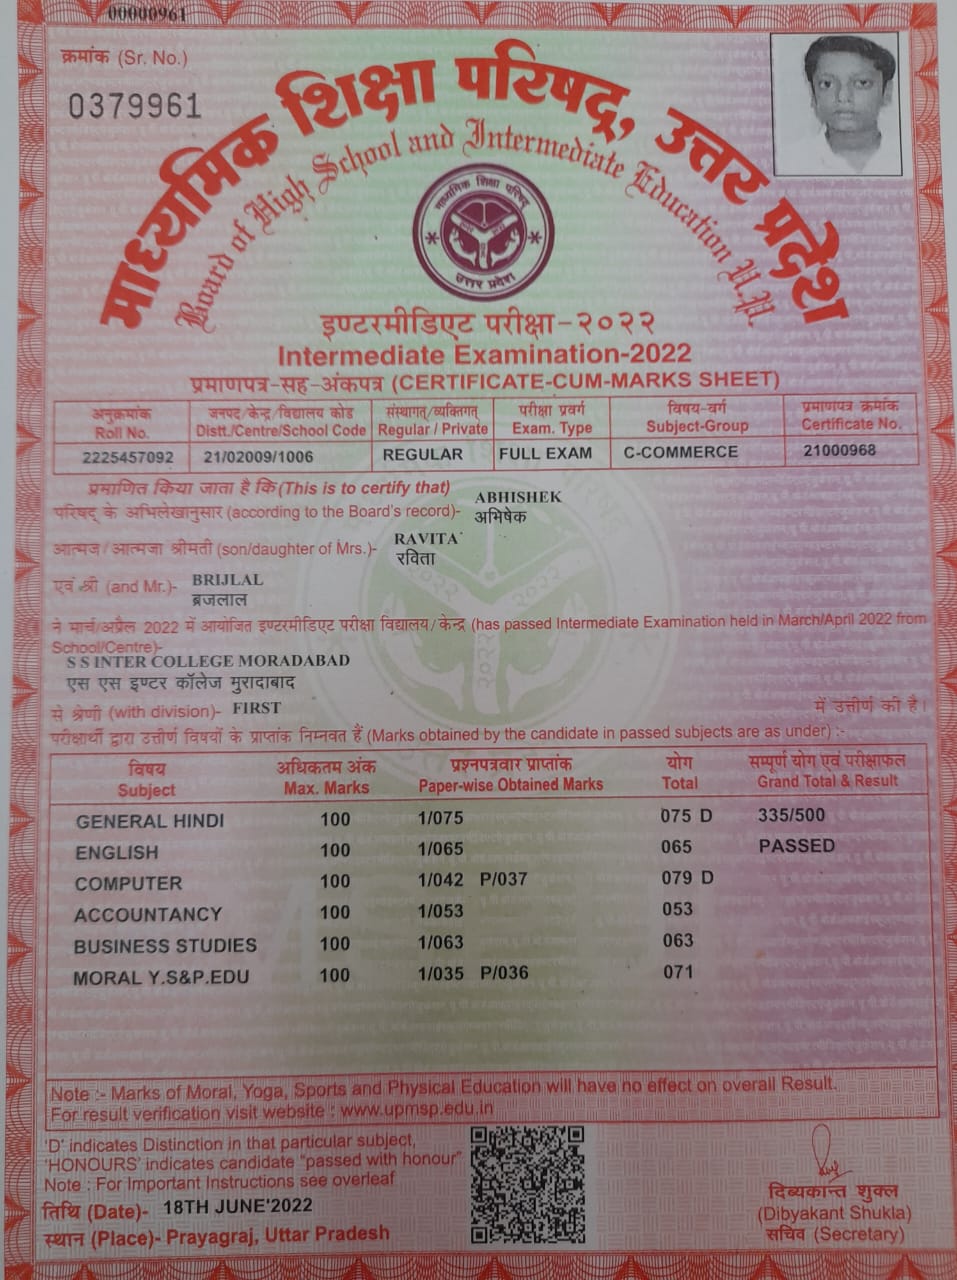 00000961
क्रमांक (Sr. No.)
0379961
माध्यमिक शिक्षा परिषद्, उत्तर प्रदेश
Board of High School and Intermediate Education U.P.
माध्यमिक शिक्षा परिषद्
उत्तर प्रदेश
इण्टरमीडिएट परीक्षा-२०२२
Intermediate Examination-2022
प्रमाणपत्र-सह-अंकपत्र (CERTIFICATE-CUM-MARKS SHEET)
अनुक्रमांक जनपद/केन्द्र/विद्यालय कोड संस्थागत्/व्यक्तिगत् परीक्षा प्रवर्ग विषय-वर्ग प्रमाणपत्र क्रमांक
Roll No. Distt./Centre/School Code Regular / Private Exam. Type Subject-Group Certificate No.
2225457092 21/02009/1006 REGULAR FULL EXAM C-COMMERCE 21000968
प्रमाणित किया जाता है कि (This is to certify that) ABHISHEK
परिषद् के अभिलेखानुसार (according to the Board's record)- अभिषेक
RAVITA
आत्मज/आत्मजा श्रीमती (son/daughter of Mrs.)- रविता
एवं श्री (and Mr.)- BRIJLAL
ब्रजलाल
ने मार्च/अप्रैल 2022 में आयोजित इण्टरमीडिएट परीक्षा विद्यालय/केन्द्र (has passed Intermediate Examination held in March/April 2022 from
School/Centre)-
S S INTER COLLEGE MORADABAD
एस एस इण्टर कॉलेज मुरादाबाद
से श्रेणी (with division)- FIRST में उत्तीर्ण की है।
परीक्षार्थी द्वारा उत्तीर्ण विषयों के प्राप्तांक निम्नवत हैं (Marks obtained by the candidate in passed subjects are as under) :-
विषय अधिकतम अंक प्रश्नपत्रवार प्राप्तांक योग सम्पूर्ण योग एवं परीक्षाफल
Subject Max. Marks Paper-wise Obtained Marks Total Grand Total & Result
GENERAL HINDI 100 1/075 075 D 335/500
ENGLISH 100 1/065 065 PASSED
COMPUTER 100 1/042 P/037 079 D
ACCOUNTANCY 100 1/053 053
BUSINESS STUDIES 100 1/063 063
MORAL Y.S&P.EDU 100 1/035 P/036 071
Note :- Marks of Moral, Yoga, Sports and Physical Education will have no effect on overall Result.
For result verification visit website : www.upmsp.edu.in
'D' indicates Distinction in that particular subject,
'HONOURS' indicates candidate "passed with honour"
Note : For Important Instructions see overleaf
तिथि (Date)- 18TH JUNE'2022
स्थान (Place)- Prayagraj, Uttar Pradesh
दिब्यकान्त शुक्ल
(Dibyakant Shukla)
सचिव (Secretary)